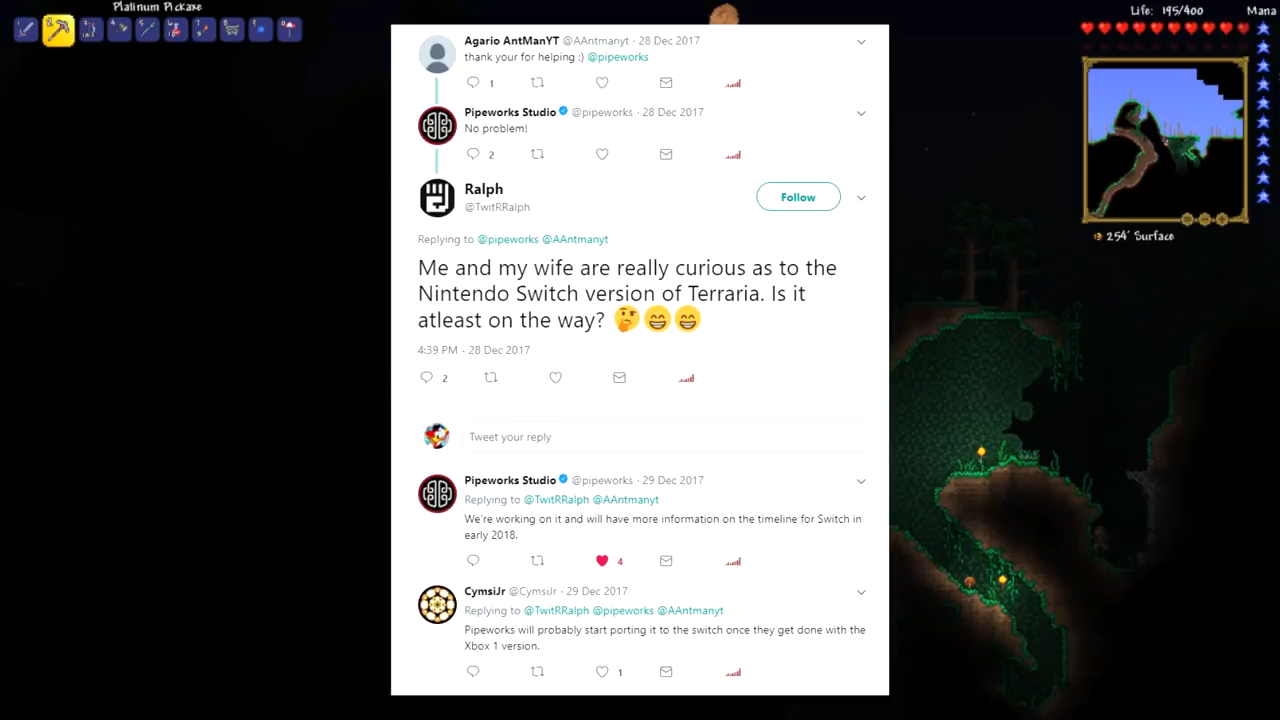 Platinum Pickaxe
Life: 195/400
Mana
254' Surface
Agario AntManYT @AAntmanyt · 28 Dec 2017
thank your for helping :) @pipeworks
1
Pipeworks Studio @pipeworks · 28 Dec 2017
No problem!
2
Ralph
@TwitRRalph
Follow
Replying to @pipeworks @AAntmanyt
Me and my wife are really curious as to the
Nintendo Switch version of Terraria. Is it
atleast on the way? 🤔😄😄
4:39 PM - 28 Dec 2017
2
Tweet your reply
Pipeworks Studio @pipeworks · 29 Dec 2017
Replying to @TwitRRalph @AAntmanyt
We're working on it and will have more information on the timeline for Switch in
early 2018.
4
CymsiJr @CymsiJr · 29 Dec 2017
Replying to @TwitRRalph @pipeworks @AAntmanyt
Pipeworks will probably start porting it to the switch once they get done with the
Xbox 1 version.
1